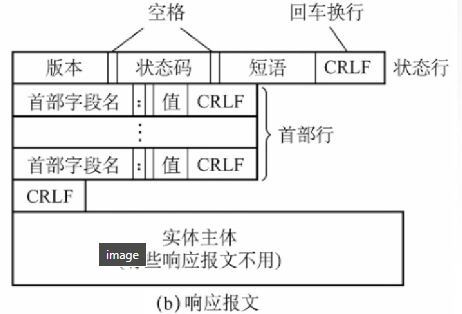 空格 回车换行
版本 状态码 短语 CRLF 状态行
首部字段名 : 值 CRLF
⋮ 首部行
首部字段名 : 值 CRLF
CRLF
实体主体
image
些响应报文不用)
(b) 响应报文